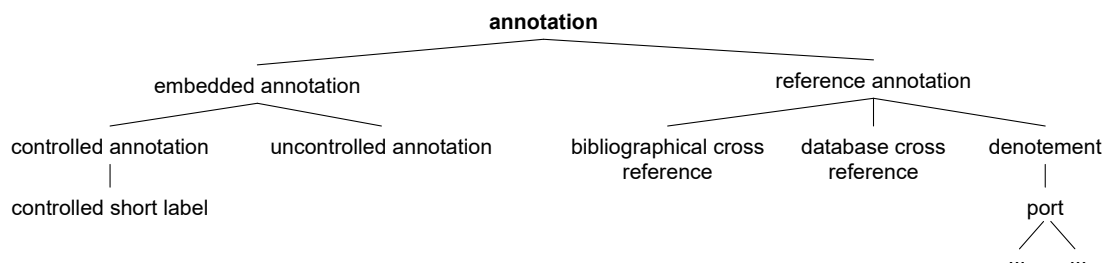 annotation
embedded annotation
reference annotation
controlled annotation
uncontrolled annotation
bibliographical cross
reference
database cross
reference
denotement
controlled short label
port
... ...